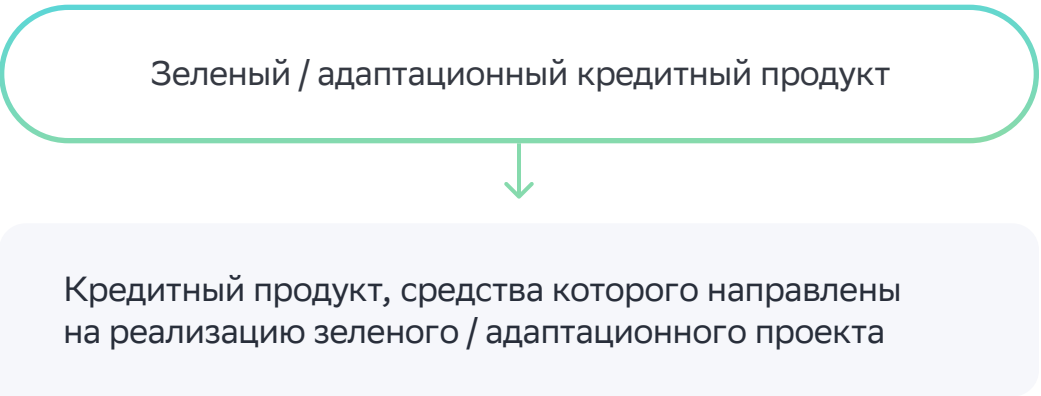 Зеленый / адаптационный кредитный продукт
Кредитный продукт, средства которого направлены
на реализацию зеленого / адаптационного проекта